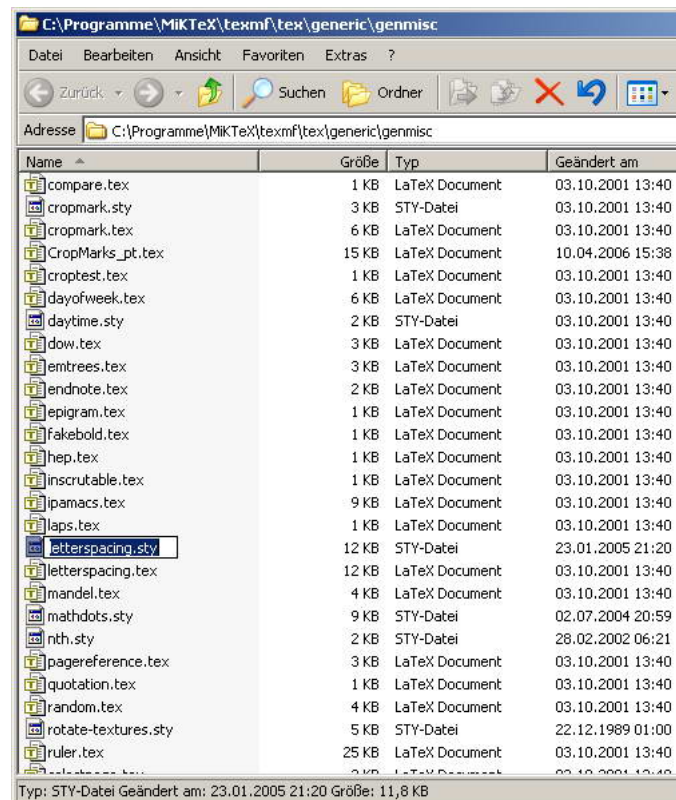 C:\Programme\MiKTeX\texmf\tex\generic\genmisc
Datei Bearbeiten Ansicht Favoriten Extras ?
Zurück Suchen Ordner
Adresse C:\Programme\MiKTeX\texmf\tex\generic\genmisc
Name Größe Typ Geändert am
compare.tex 1 KB LaTeX Document 03.10.2001 13:40
cropmark.sty 3 KB STY-Datei 03.10.2001 13:40
cropmark.tex 6 KB LaTeX Document 03.10.2001 13:40
CropMarks_pt.tex 15 KB LaTeX Document 10.04.2006 15:38
croptest.tex 1 KB LaTeX Document 03.10.2001 13:40
dayofweek.tex 6 KB LaTeX Document 03.10.2001 13:40
daytime.sty 2 KB STY-Datei 03.10.2001 13:40
dow.tex 3 KB LaTeX Document 03.10.2001 13:40
emtrees.tex 3 KB LaTeX Document 03.10.2001 13:40
endnote.tex 2 KB LaTeX Document 03.10.2001 13:40
epigram.tex 1 KB LaTeX Document 03.10.2001 13:40
fakebold.tex 1 KB LaTeX Document 03.10.2001 13:40
hep.tex 1 KB LaTeX Document 03.10.2001 13:40
inscrutable.tex 1 KB LaTeX Document 03.10.2001 13:40
ipamacs.tex 9 KB LaTeX Document 03.10.2001 13:40
laps.tex 1 KB LaTeX Document 03.10.2001 13:40
letterspacing.sty 12 KB STY-Datei 23.01.2005 21:20
letterspacing.tex 12 KB LaTeX Document 03.10.2001 13:40
mandel.tex 4 KB LaTeX Document 03.10.2001 13:40
mathdots.sty 9 KB STY-Datei 02.07.2004 20:59
nth.sty 2 KB STY-Datei 28.02.2002 06:21
pagereference.tex 3 KB LaTeX Document 03.10.2001 13:40
quotation.tex 1 KB LaTeX Document 03.10.2001 13:40
random.tex 4 KB LaTeX Document 03.10.2001 13:40
rotate-textures.sty 5 KB STY-Datei 22.12.1989 01:00
ruler.tex 25 KB LaTeX Document 03.10.2001 13:40
Typ: STY-Datei Geändert am: 23.01.2005 21:20 Größe: 11,8 KB